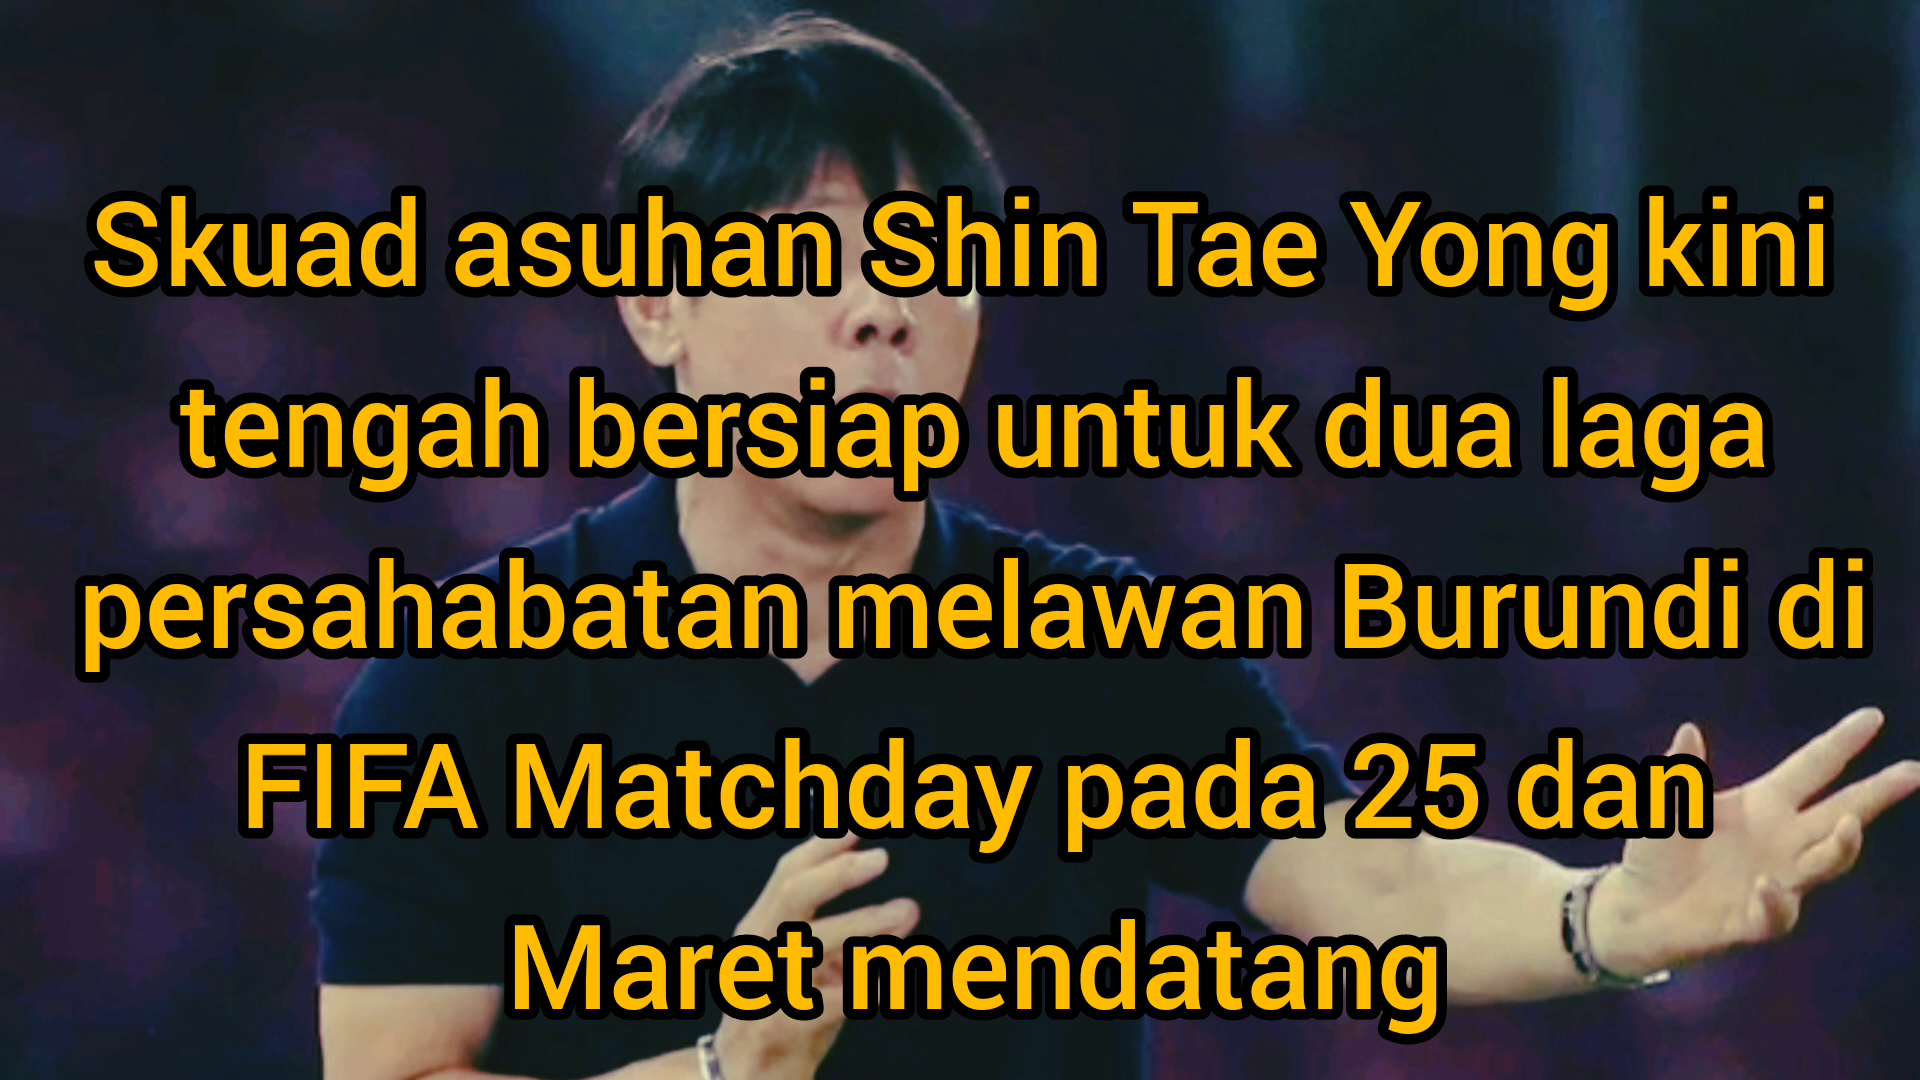 Skuad asuhan Shin Tae Yong kini
tengah bersiap untuk dua laga
persahabatan melawan Burundi di
FIFA Matchday pada 25 dan
Maret mendatang